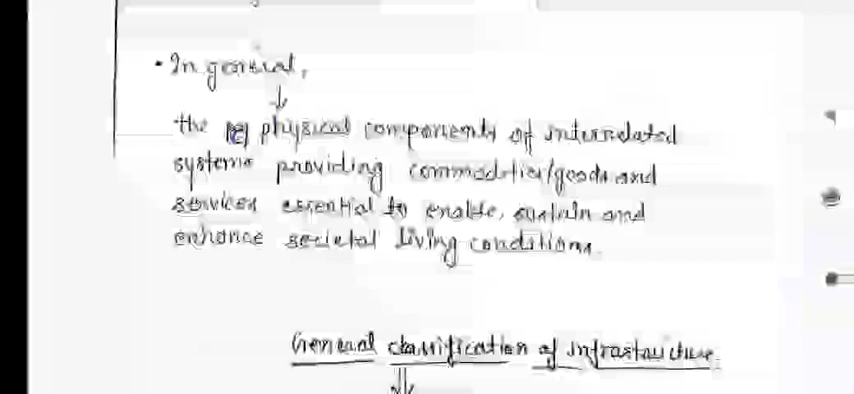 • In general,
↓
the physical components of interrelated
systems providing commodities/goods and
services essential to enable, sustain and
enhance societal living conditions.
General classification of infrastructure
⇓